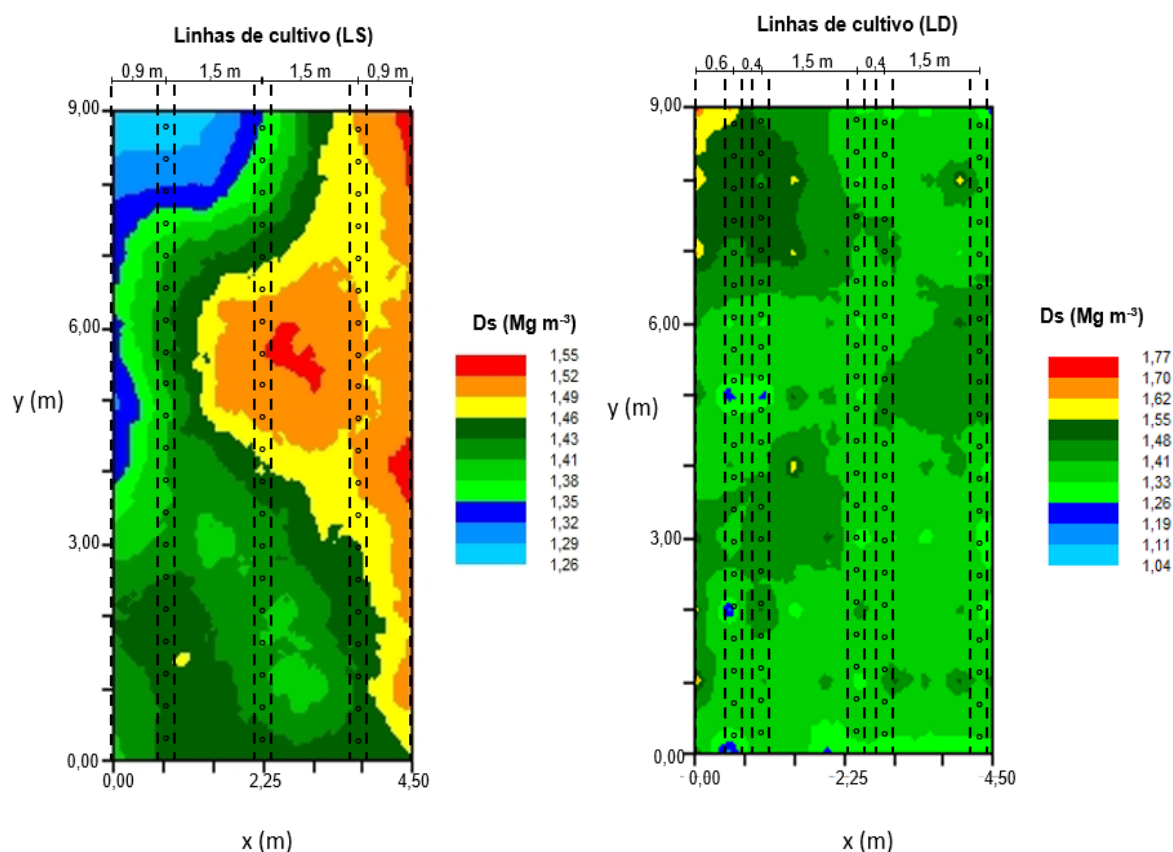 Linhas de cultivo (LS)
0,9 m 1,5 m 1,5 m 0,9 m
9,00
6,00
3,00
0,00
y (m)
0,00 2,25 4,50
x (m)
Ds (Mg m⁻³)
1,55
1,52
1,49
1,46
1,43
1,41
1,38
1,35
1,32
1,29
1,26
Linhas de cultivo (LD)
0,6 0,4 1,5 m 0,4 1,5 m
9,00
6,00
3,00
0,00
y (m)
0,00 2,25 4,50
x (m)
Ds (Mg m⁻³)
1,77
1,70
1,62
1,55
1,48
1,41
1,33
1,26
1,19
1,11
1,04